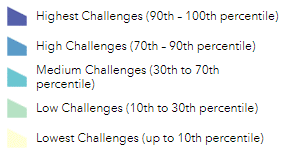 Highest Challenges (90th – 100th percentile)
High Challenges (70th – 90th percentile)
Medium Challenges (30th to 70th
percentile)
Low Challenges (10th to 30th percentile)
Lowest Challenges (up to 10th percentile)